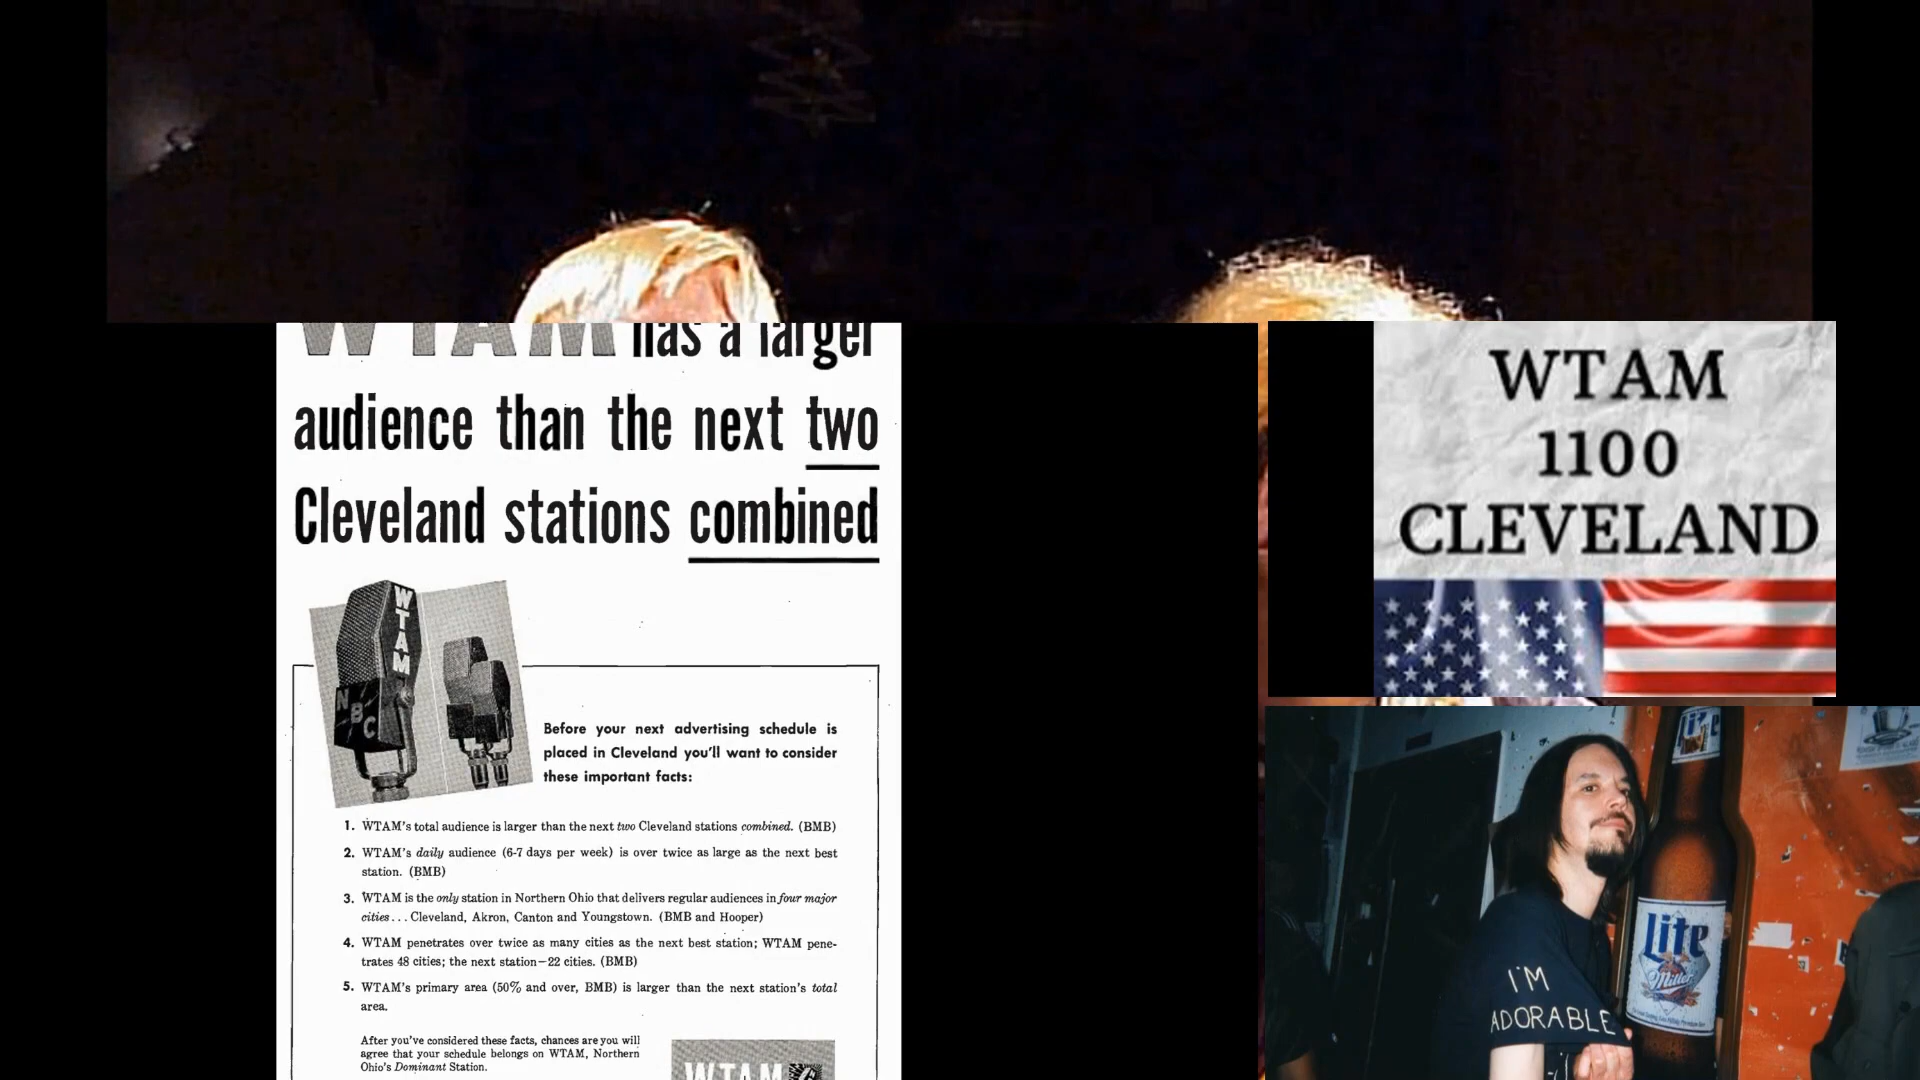 WTAM has a larger
audience than the next two
Cleveland stations combined
WTAM
NBC
Before your next advertising schedule is
placed in Cleveland you'll want to consider
these important facts:
1. WTAM's total audience is larger than the next two Cleveland stations combined. (BMB)
2. WTAM's daily audience (6-7 days per week) is over twice as large as the next best
station. (BMB)
3. WTAM is the only station in Northern Ohio that delivers regular audiences in four major
cities... Cleveland, Akron, Canton and Youngstown. (BMB and Hooper)
4. WTAM penetrates over twice as many cities as the next best station; WTAM pene-
trates 48 cities; the next station—22 cities. (BMB)
5. WTAM's primary area (50% and over, BMB) is larger than the next station's total
area.
After you've considered these facts, chances are you will
agree that your schedule belongs on WTAM, Northern
Ohio's Dominant Station.
WTAM
WTAM
1100
CLEVELAND
Lite
Lite
Miller
I'M
ADORABLE